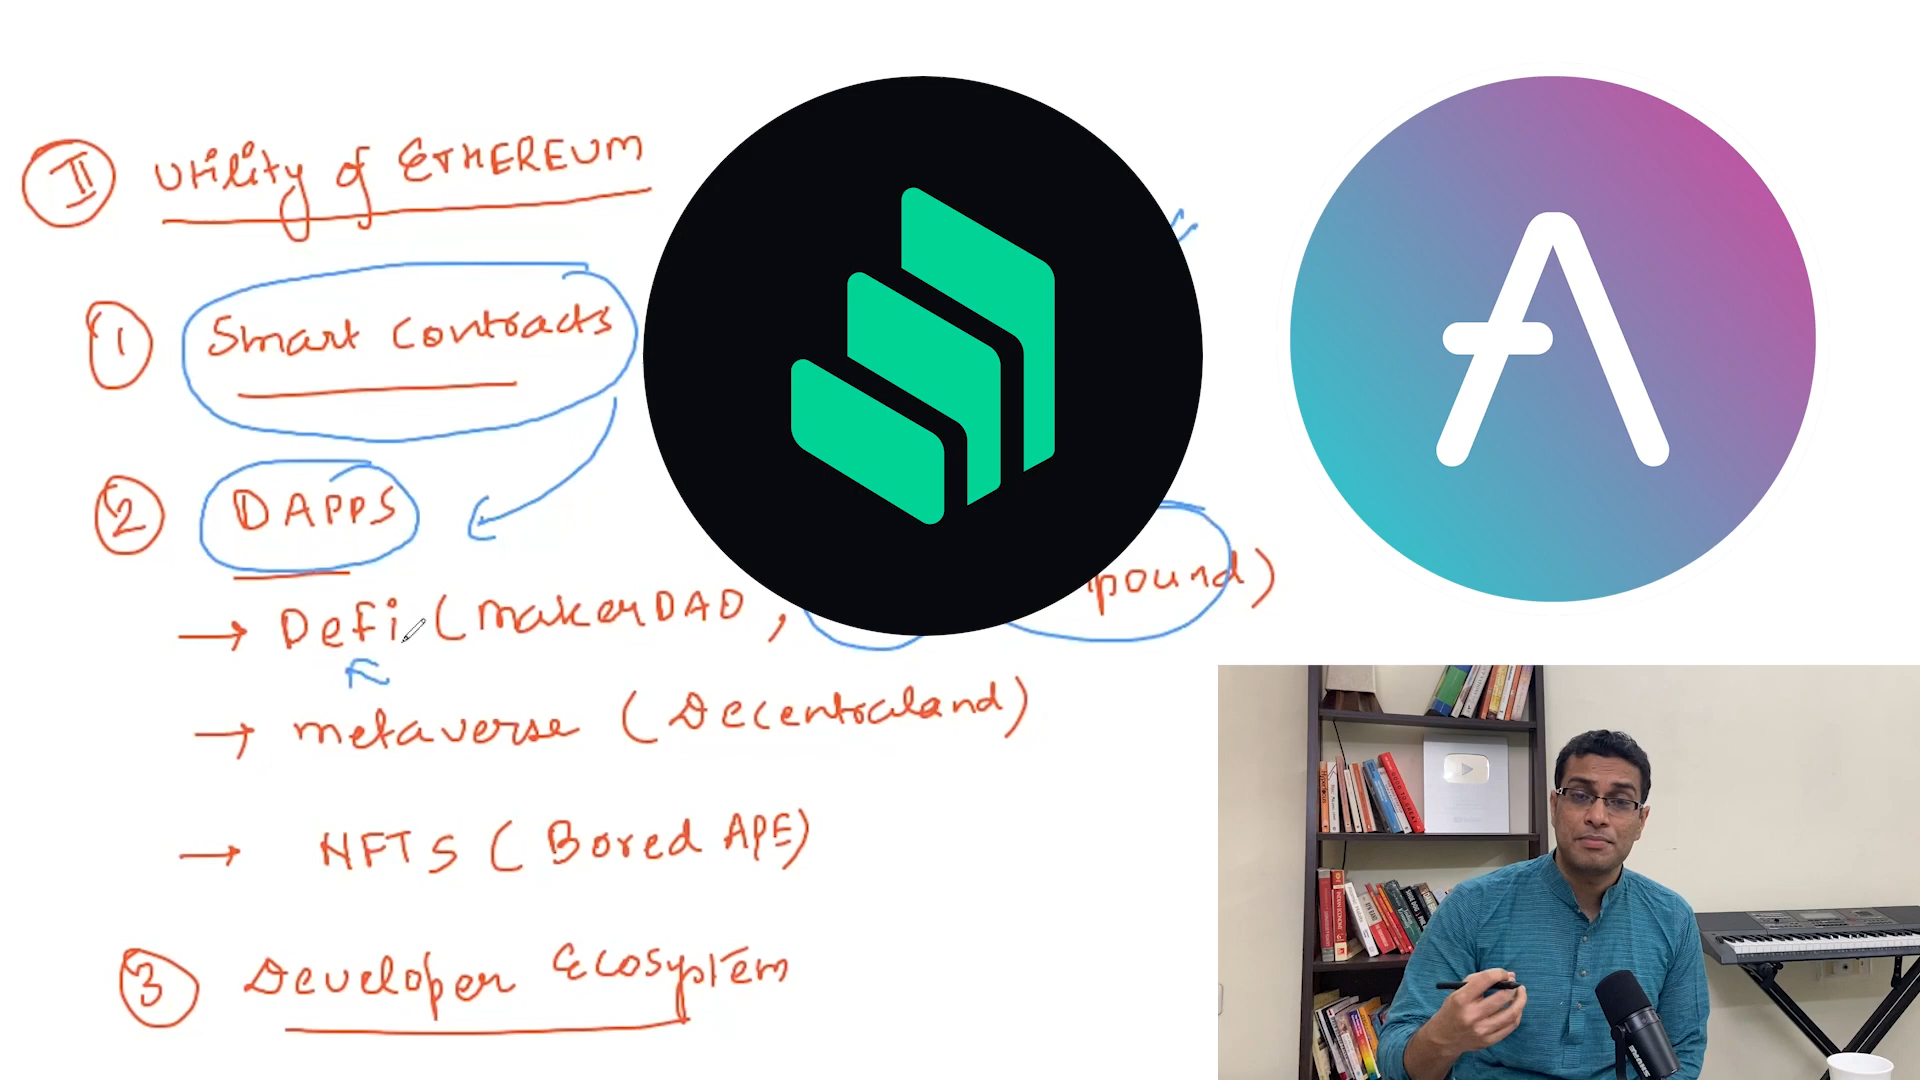 II Utility of ETHEREUM
1 Smart Contracts
2 DAPPS
→ DeFi (MakerDAO, pound)
→ metaverse (Decentraland)
→ NFTS (Bored APE)
3 Developer Ecosystem
SHURE